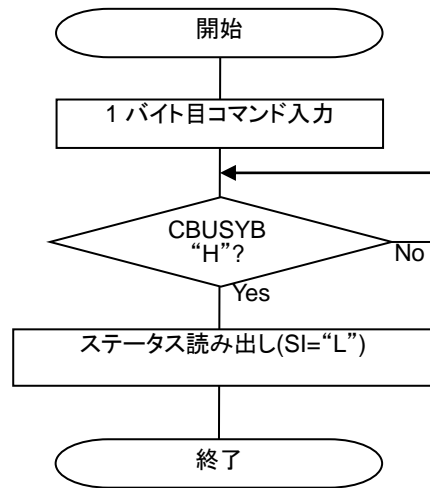 開始
1 バイト目コマンド入力
CBUSYB
“H”?
No
Yes
ステータス読み出し(SI=“L”)
終了